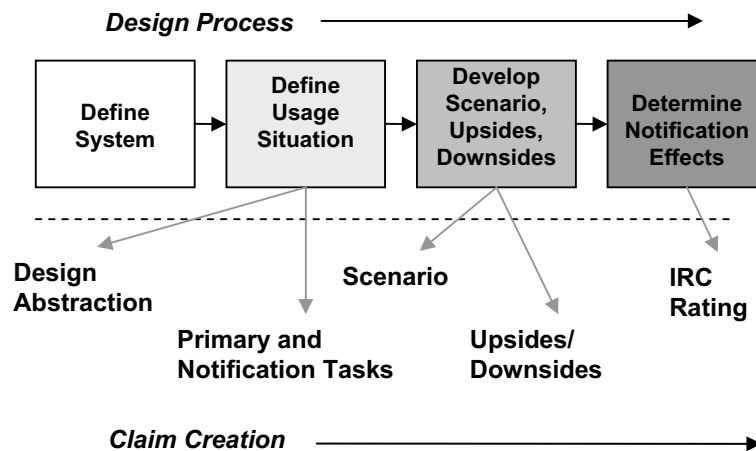 Design Process
Define
System
Define
Usage
Situation
Develop
Scenario,
Upsides,
Downsides
Determine
Notification
Effects
Design
Abstraction
Primary and
Notification Tasks
Scenario
Upsides/
Downsides
IRC
Rating
Claim Creation